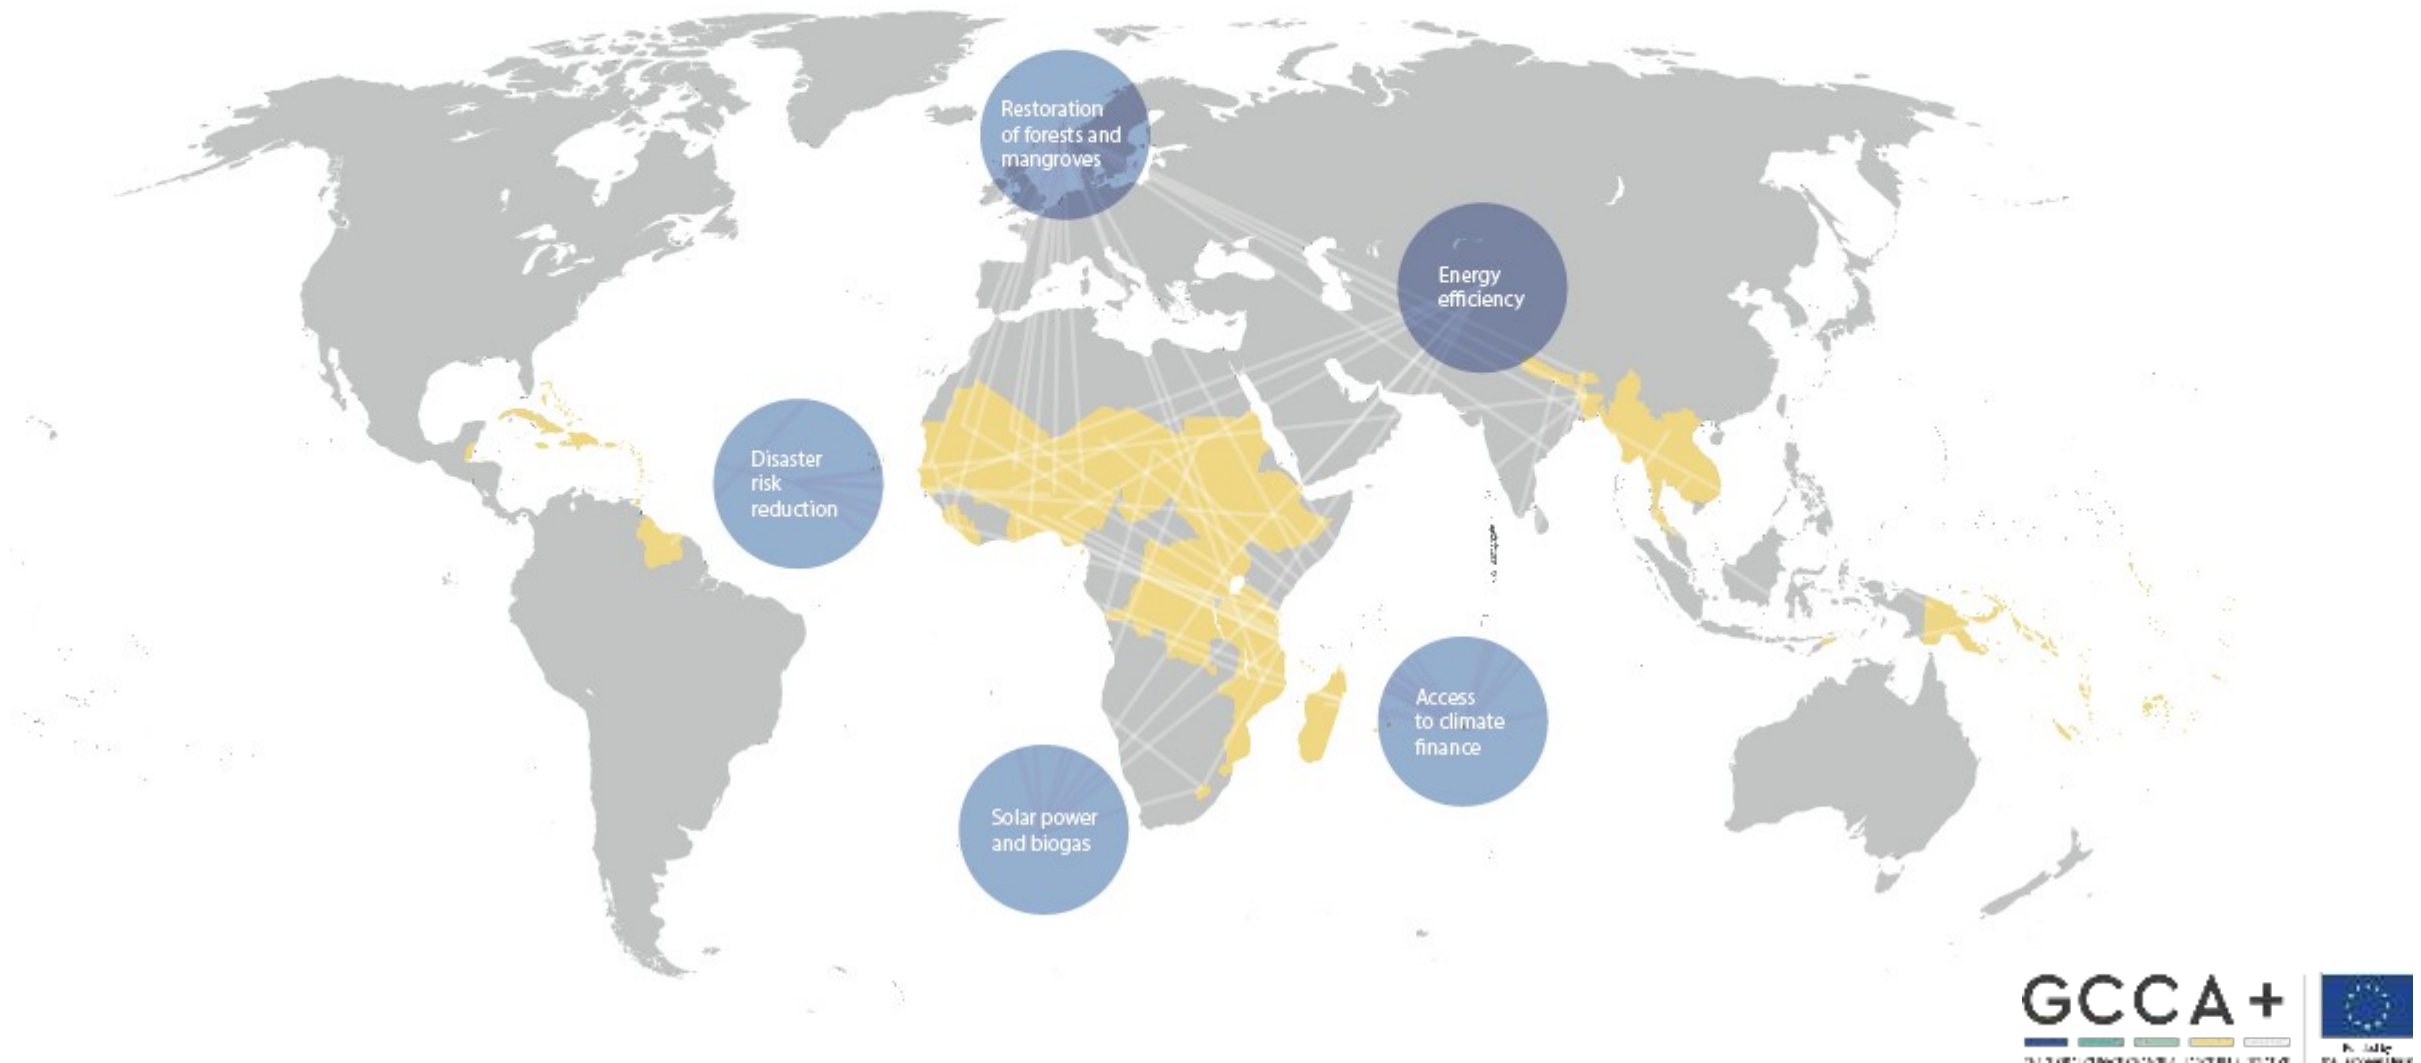 Restoration
of forests and
mangroves
Energy
efficiency
Disaster
risk
reduction
Access
to climate
finance
Solar power
and biogas
GCCA+